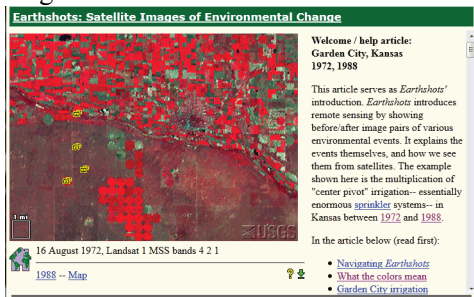 Earthshots: Satellite Images of Environmental Change
Welcome / help article:
Garden City, Kansas
1972, 1988
This article serves as Earthshots'
introduction. Earthshots introduces
remote sensing by showing
before/after image pairs of various
environmental events. It explains the
events themselves, and how we see
them from satellites. The example
shown here is the multiplication of
"center pivot" irrigation-- essentially
enormous sprinkler systems-- in
Kansas between 1972 and 1988.
In the article below (read first):
Navigating Earthshots
What the colors mean
Garden City irrigation
1 mi
USGS
16 August 1972, Landsat 1 MSS bands 4 2 1
1988 -- Map
?